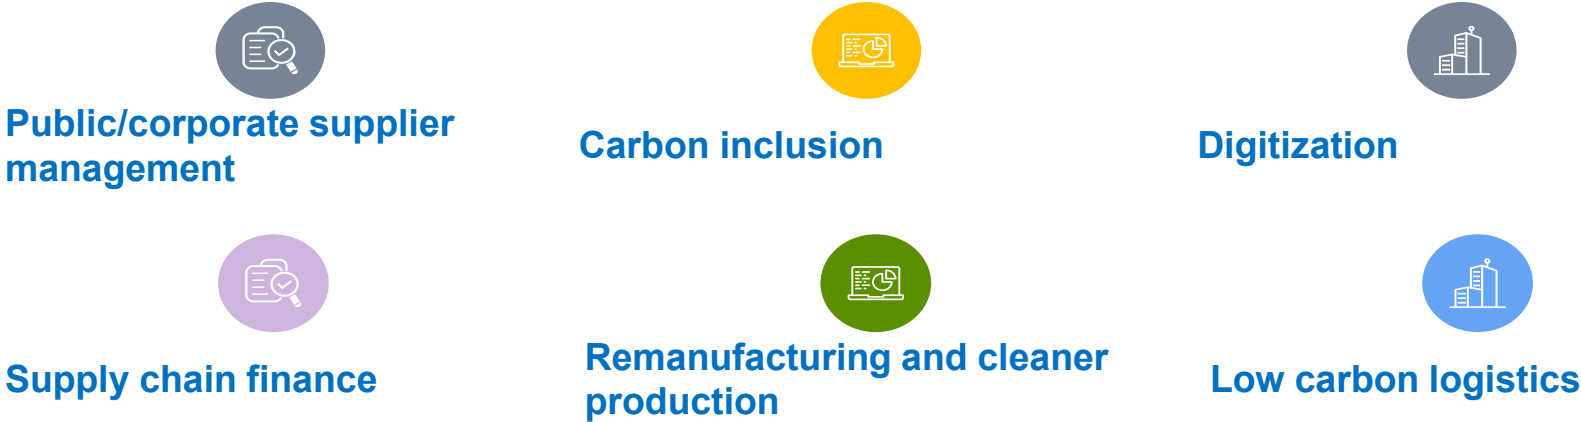 Public/corporate supplier
management
Carbon inclusion
Digitization
Supply chain finance
Remanufacturing and cleaner
production
Low carbon logistics